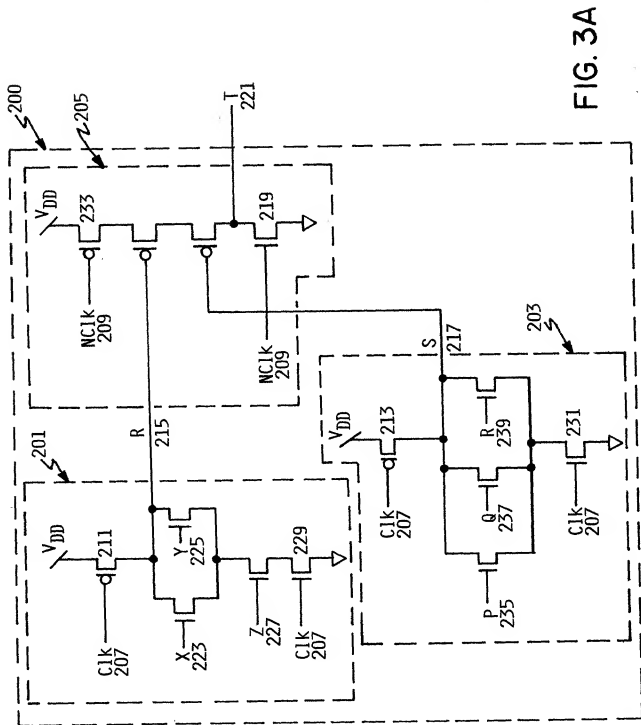 200
205
V_DD
233
NClk
209
219
NClk
209
T
221
R
215
S
217
201
V_DD
211
Clk
207
X
223
Y
225
Z
227
Clk
207
229
203
V_DD
213
Clk
207
P
235
Q
237
R
239
Clk
207
231
FIG. 3A